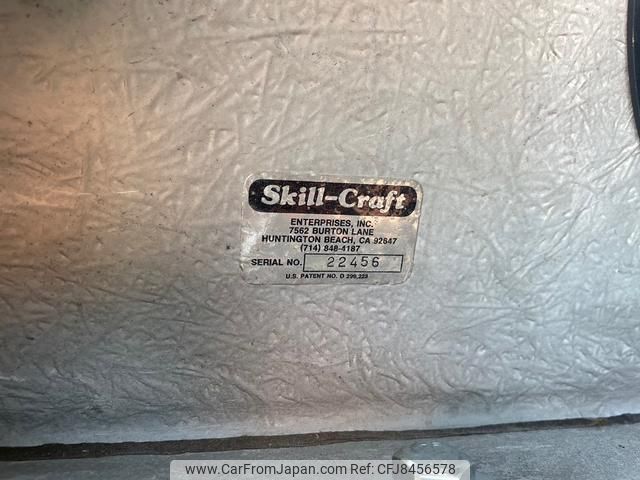 Skill-Craft
ENTERPRISES, INC.
7562 BURTON LANE
HUNTINGTON BEACH, CA 92647
(714) 848-4187
SERIAL NO. 22456
U.S. PATENT NO. D 299,223
www.CarFromJapan.com CFJ8456578